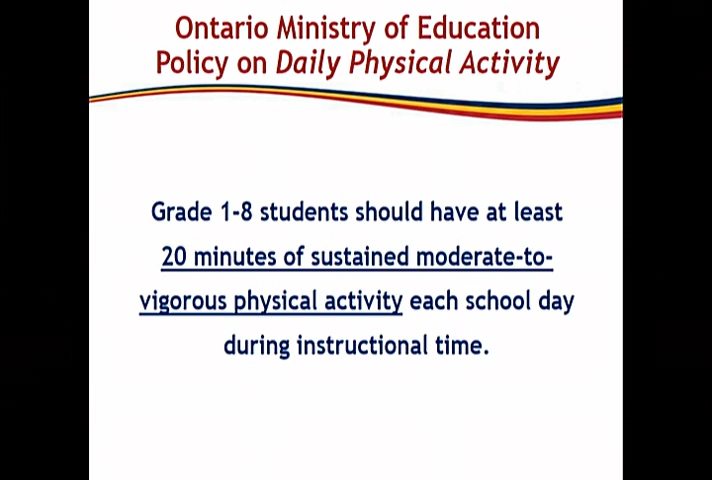 Ontario Ministry of Education
Policy on Daily Physical Activity
Grade 1-8 students should have at least
20 minutes of sustained moderate-to-
vigorous physical activity each school day
during instructional time.